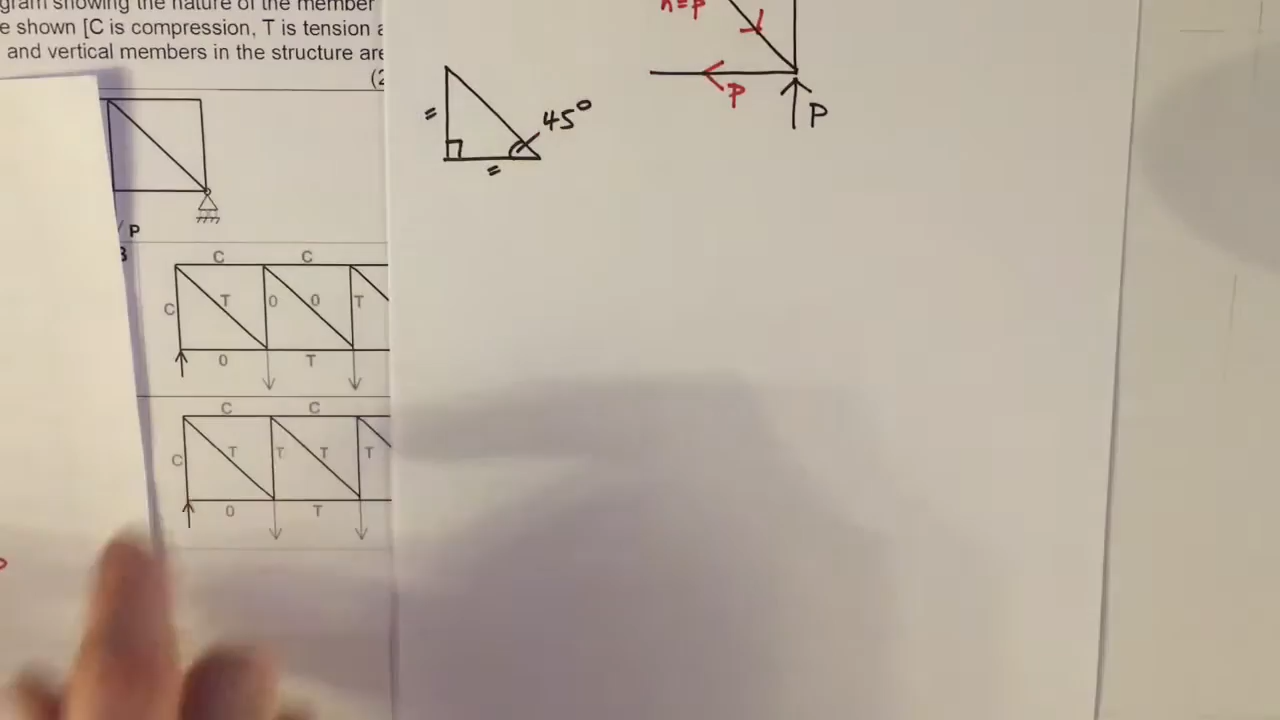 showing the nature of the member
e shown [C is compression, T is tension
and vertical members in the structure are
(2
P
C C
C T 0 0 T
0 T
C C
C T T T T
0 T
45°
h=P
P
P